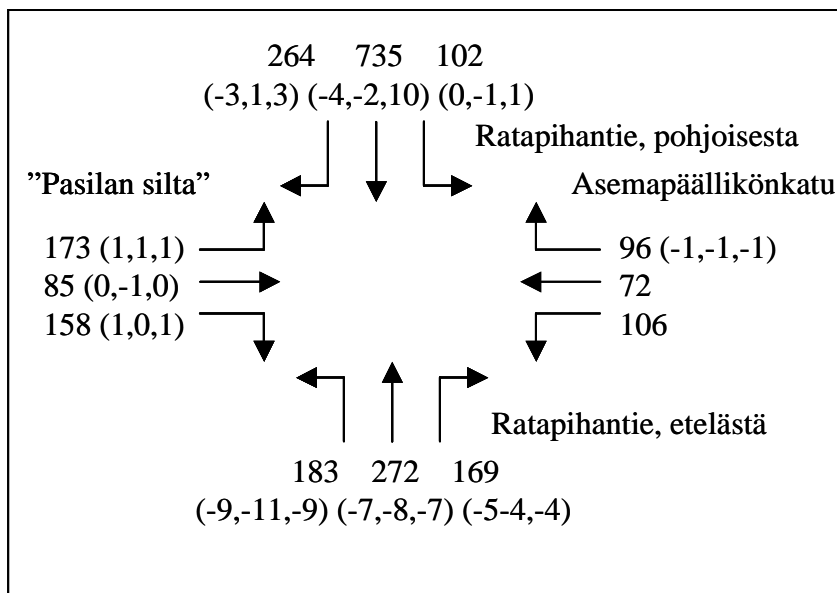 264 735 102
(-3,1,3) (-4,-2,10) (0,-1,1)
Ratapihantie, pohjoisesta
”Pasilan silta”
Asemapäällikönkatu
173 (1,1,1)
96 (-1,-1,-1)
85 (0,-1,0)
72
158 (1,0,1)
106
Ratapihantie, etelästä
183 272 169
(-9,-11,-9) (-7,-8,-7) (-5-4,-4)